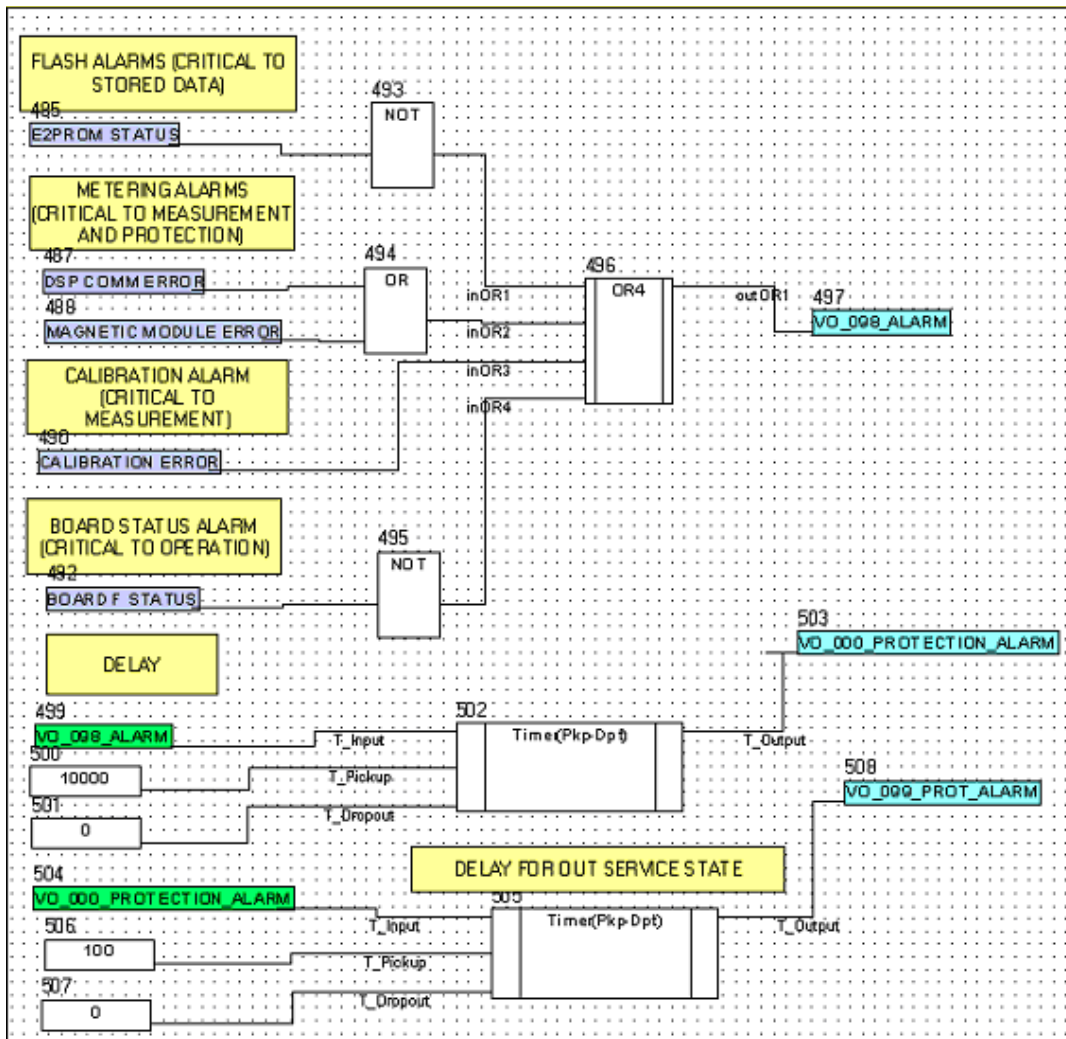 FLASH ALARMS (CRITICAL TO
STORED DATA)
485
E2PROM STATUS
493
NOT
METERING ALARMS
(CRITICAL TO MEASUREMENT
AND PROTECTION)
487
DSP COMM ERROR
488
MAGNETIC MODULE ERROR
494
OR
inOR1
inOR2
inOR3
inOR4
496
OR4
outOR1
497
VO_098_ALARM
CALIBRATION ALARM
(CRITICAL TO
MEASUREMENT)
490
CALIBRATION ERROR
BOARD STATUS ALARM
(CRITICAL TO OPERATION)
492
BOARD F STATUS
495
NOT
DELAY
499
VO_098_ALARM
500
10000
501
0
T_Input
T_Pickup
T_Dropout
502
Timer(Pkp-Dpt)
T_Output
503
VO_000_PROTECTION_ALARM
DELAY FOR OUT SERVICE STATE
504
VO_000_PROTECTION_ALARM
506
100
507
0
T_Input
T_Pickup
T_Dropout
505
Timer(Pkp-Dpt)
T_Output
508
VO_099_PROT_ALARM